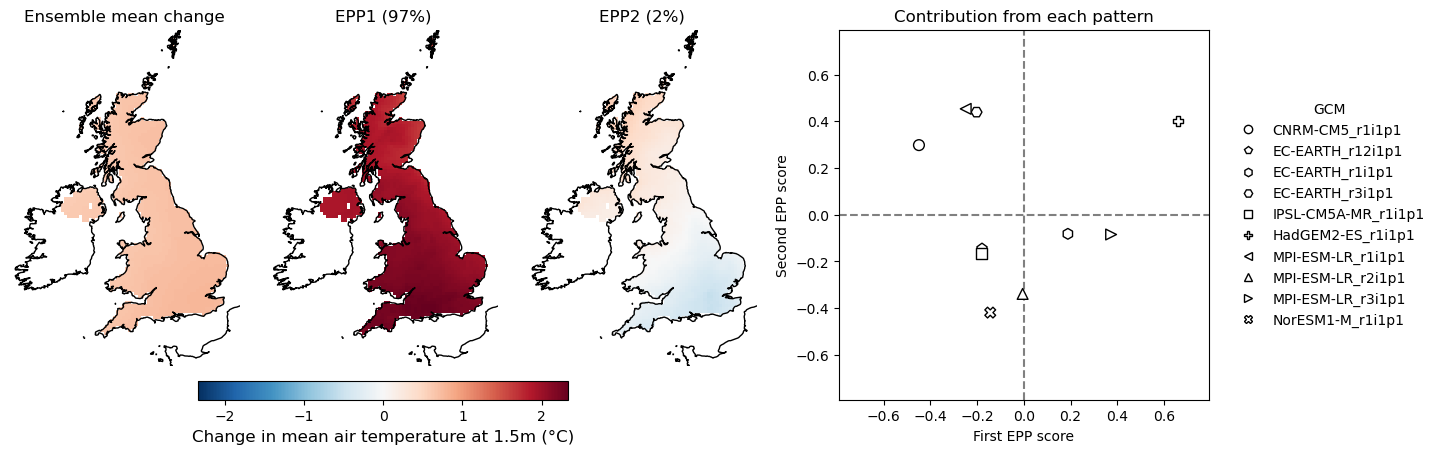 Ensemble mean change
EPP1 (97%)
EPP2 (2%)
−2 −1 0 1 2
Change in mean air temperature at 1.5m (°C)
Contribution from each pattern
Second EPP score
0.6
0.4
0.2
0.0
−0.2
−0.4
−0.6
−0.6 −0.4 −0.2 0.0 0.2 0.4 0.6
First EPP score
GCM
CNRM-CM5_r1i1p1
EC-EARTH_r12i1p1
EC-EARTH_r1i1p1
EC-EARTH_r3i1p1
IPSL-CM5A-MR_r1i1p1
HadGEM2-ES_r1i1p1
MPI-ESM-LR_r1i1p1
MPI-ESM-LR_r2i1p1
MPI-ESM-LR_r3i1p1
NorESM1-M_r1i1p1